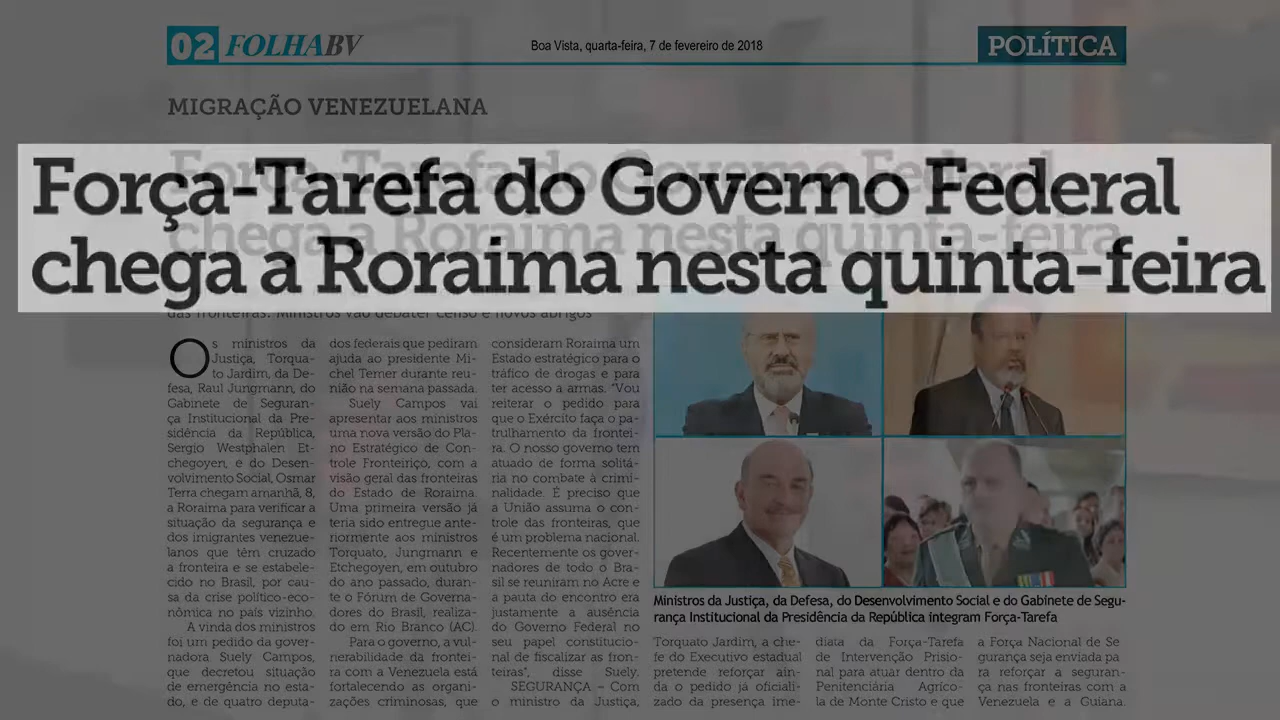 02 FOLHABV
Boa Vista, quarta-feira, 7 de fevereiro de 2018
POLÍTICA
MIGRAÇÃO VENEZUELANA
Força-Tarefa do Governo Federal
chega a Roraima nesta quinta-feira
das fronteiras. Ministros vão debater censo e novos abrigos
Os ministros da
Justiça, Torqua-
to Jardim, da De-
fesa, Raul Jungmann, do
Gabinete de Seguran-
ça Institucional da Pre-
sidência da República,
Sergio Westphalen Et-
chegoyen, e do Desen-
volvimento Social, Osmar
Terra chegam amanhã, 8,
a Roraima para verificar a
situação da segurança e
dos imigrantes venezue-
lanos que têm cruzado
a fronteira e se estabele-
cido no Brasil, por cau-
sa da crise político-eco-
nômica no país vizinho.
A vinda dos ministros
foi um pedido da gover-
nadora Suely Campos,
que decretou situação
de emergência no esta-
do, e de quatro deputa-
dos federais que pediram
ajuda ao presidente Mi-
chel Temer durante reu-
nião na semana passada.
Suely Campos vai
apresentar aos ministros
uma nova versão do Pla-
no Estratégico de Con-
trole Fronteiriço, com a
visão geral das fronteiras
do Estado de Roraima.
Uma primeira versão já
teria sido entregue ante-
riormente aos ministros
Torquato, Jungmann e
Etchegoyen, em outubro
do ano passado, duran-
te o Fórum de Governa-
dores do Brasil, realiza-
do em Rio Branco (AC).
Para o governo, a vul-
nerabilidade da frontei-
ra com a Venezuela está
fortalecendo as organi-
zações criminosas, que
consideram Roraima um
Estado estratégico para o
tráfico de drogas e para
ter acesso a armas. "Vou
reiterar o pedido para
que o Exército faça o pa-
trulhamento da frontei-
ra. O nosso governo tem
atuado de forma solitá-
ria no combate à crimi-
nalidade. É preciso que
a União assuma o con-
trole das fronteiras, que
é um problema nacional.
Recentemente os gover-
nadores de todo o Bra-
sil se reuniram no Acre e
a pauta do encontro era
justamente a ausência
do Governo Federal no
seu papel constitucio-
nal de fiscalizar as fron-
teiras", disse Suely.
SEGURANÇA – Com
o ministro da Justiça,
Ministros da Justiça, da Defesa, do Desenvolvimento Social e do Gabinete de Segu-
rança Institucional da Presidência da República integram Força-Tarefa
Torquato Jardim, a che-
fe do Executivo estadual
pretende reforçar ain-
da o pedido já oficiali-
zado da presença ime-
diata da Força-Tarefa
de Intervenção Prisio-
nal para atuar dentro da
Penitenciária Agríco-
la de Monte Cristo e que
a Força Nacional de Se
gurança seja enviada pa
ra reforçar a seguran-
ça nas fronteiras com a
Venezuela e a Guiana.